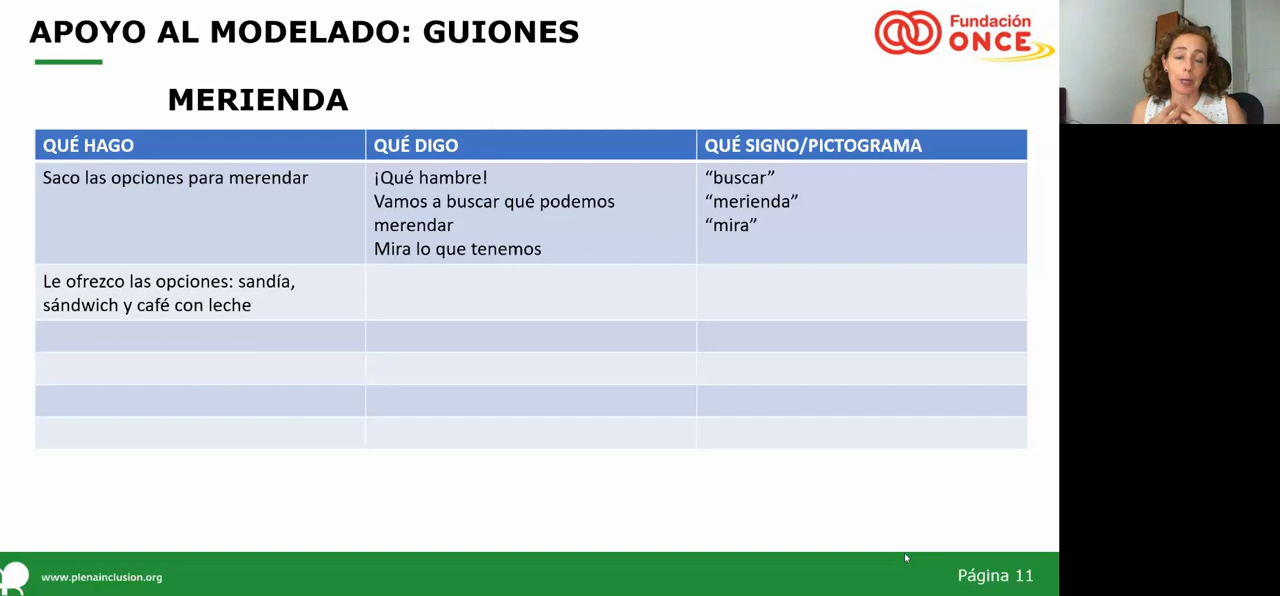 APOYO AL MODELADO: GUIONES
Fundación
ONCE
MERIENDA
QUÉ HAGO
QUÉ DIGO
QUÉ SIGNO/PICTOGRAMA
Saco las opciones para merendar
¡Qué hambre!
Vamos a buscar qué podemos
merendar
Mira lo que tenemos
“buscar”
“merienda”
“mira”
Le ofrezco las opciones: sandía,
sándwich y café con leche
www.plenainclusion.org
Página 11